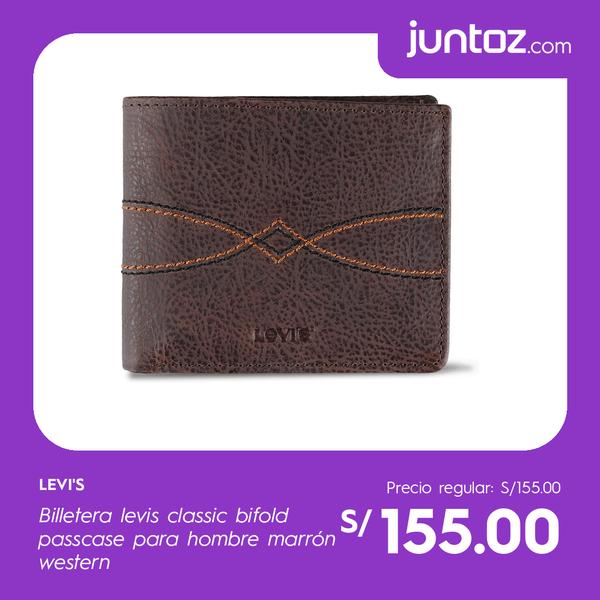 juntoz.com
LEVI'S
LEVI'S
Precio regular: S/155.00
Billetera levis classic bifold
passcase para hombre marrón
western
S/155.00